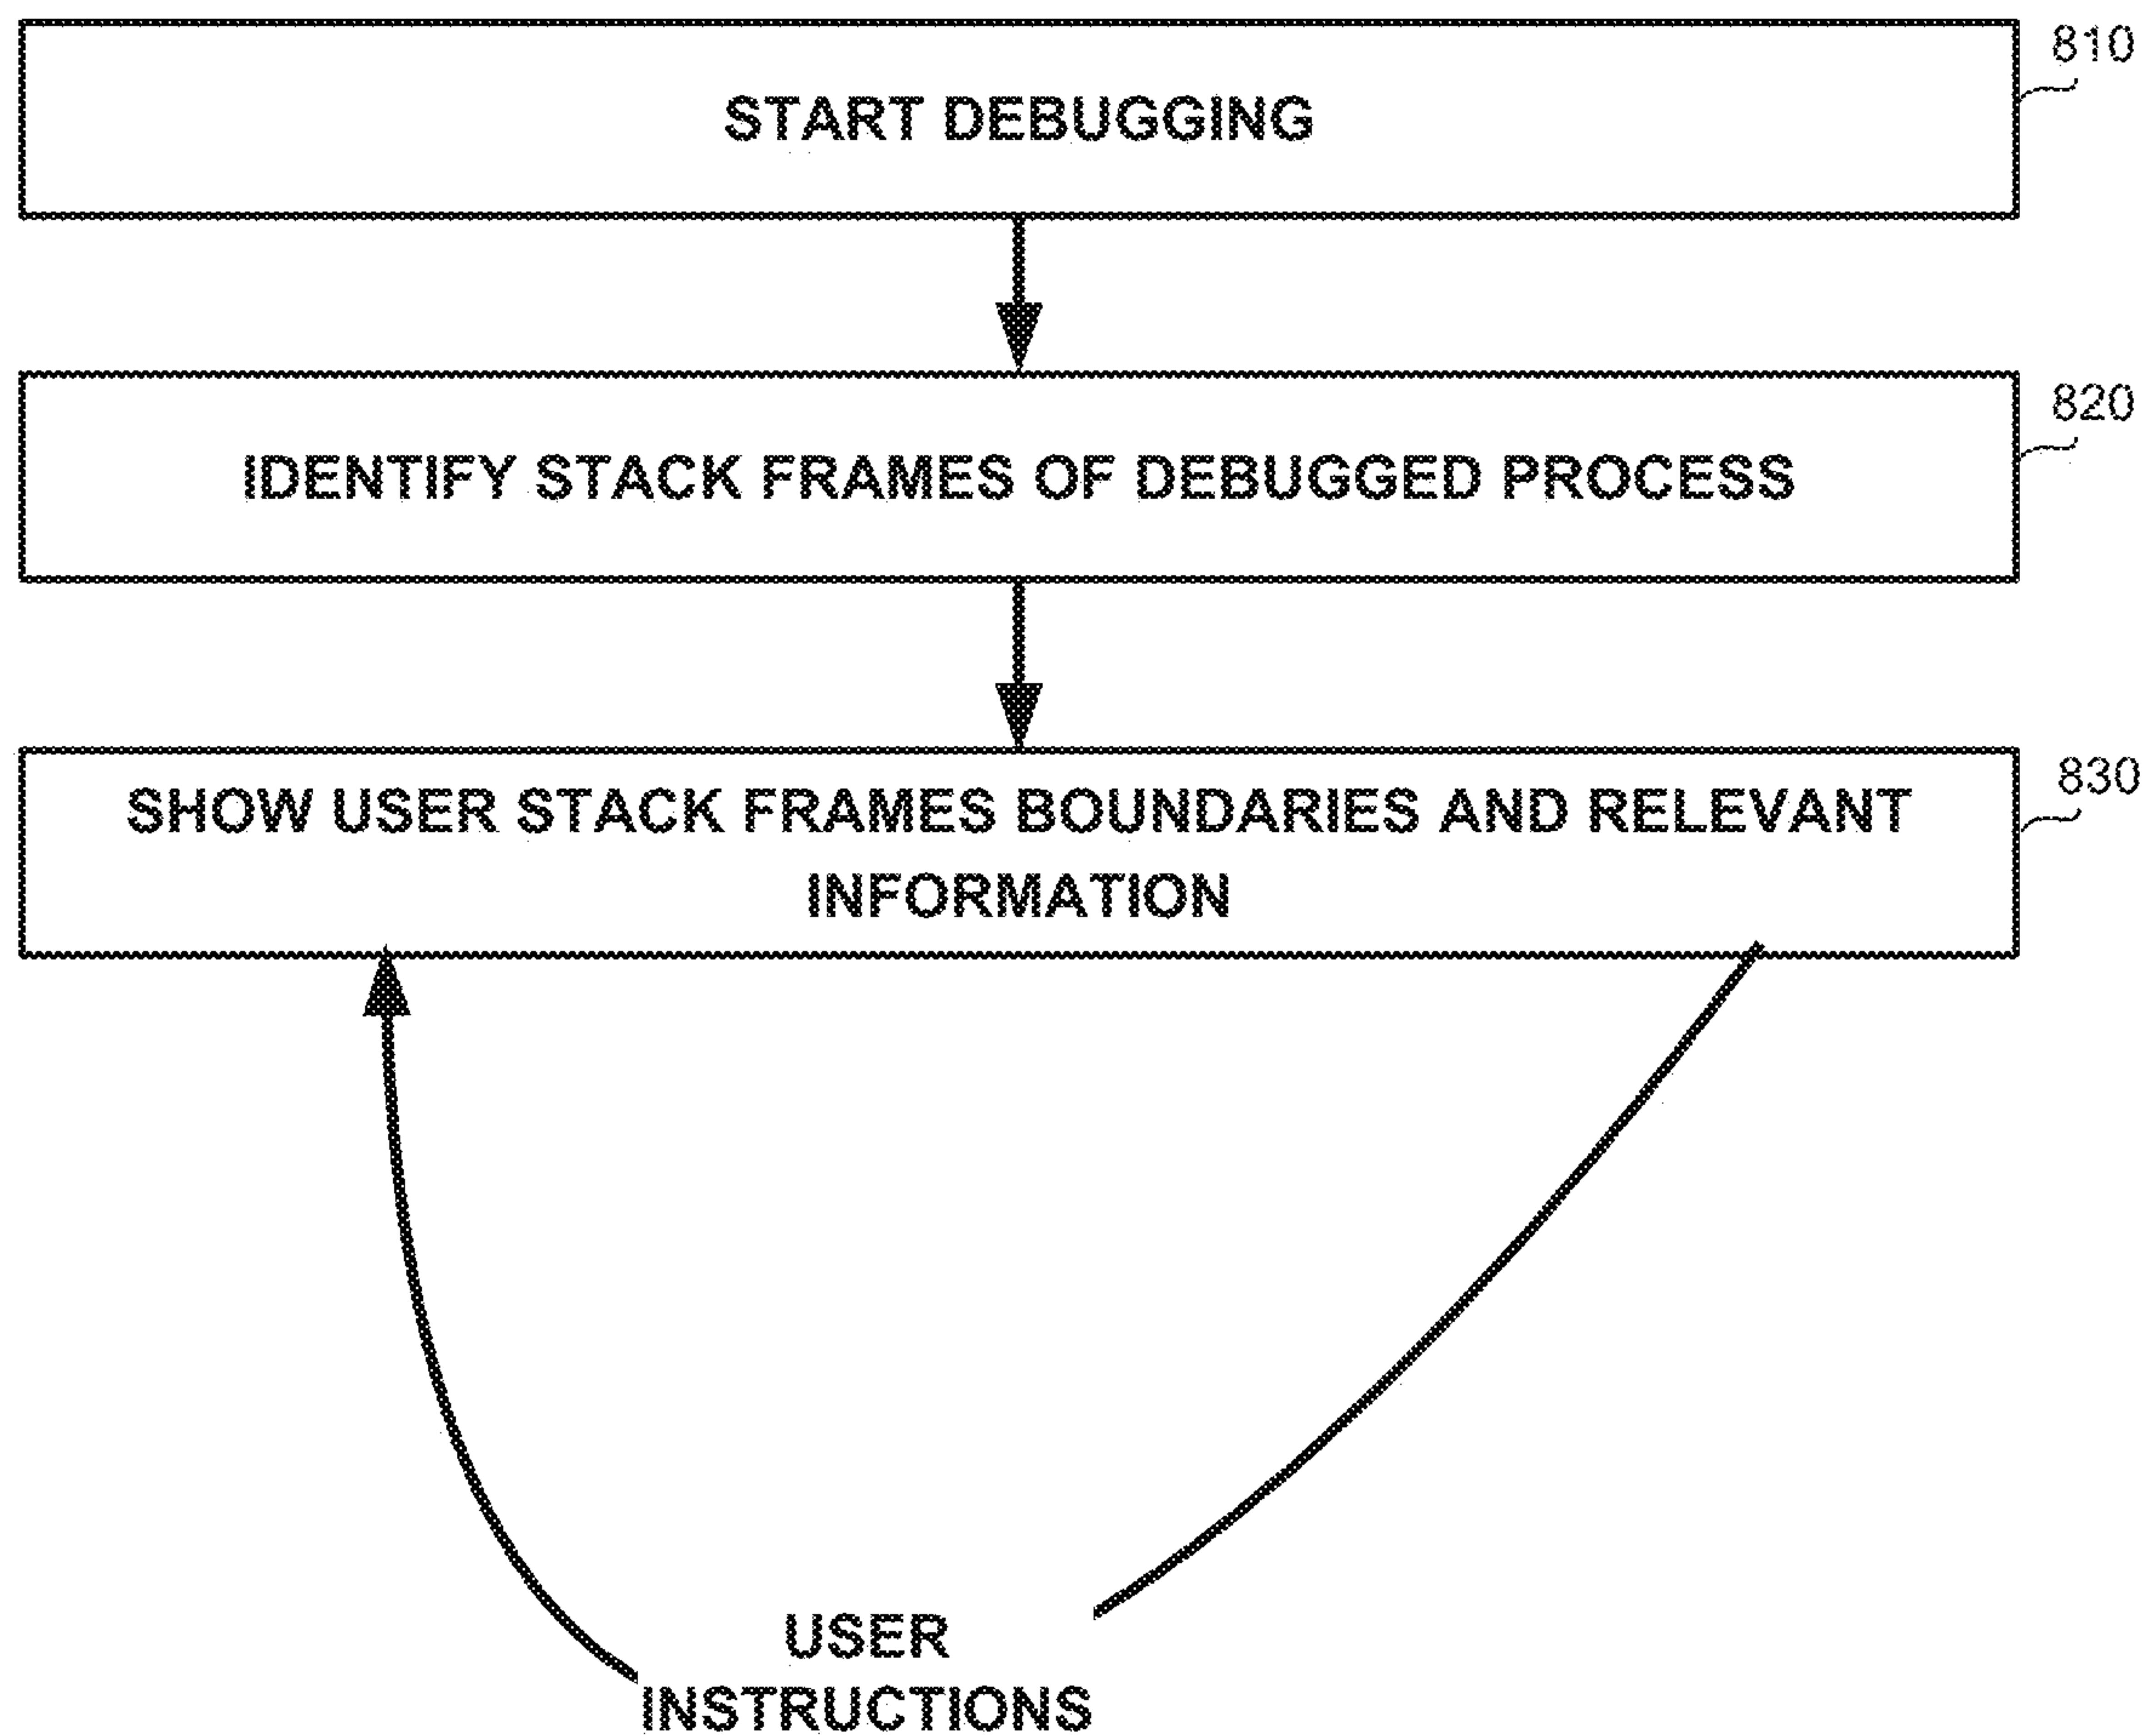 810
START DEBUGGING
820
IDENTIFY STACK FRAMES OF DEBUGGED PROCESS
830
SHOW USER STACK FRAMES BOUNDARIES AND RELEVANT
INFORMATION
USER
INSTRUCTIONS